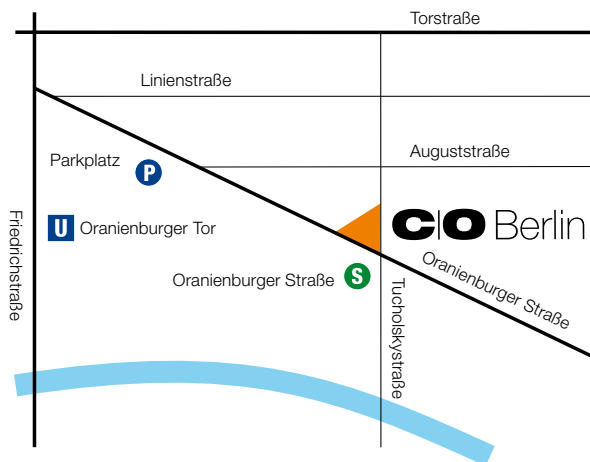 Torstraße
Linienstraße
Auguststraße
Parkplatz
P
Friedrichstraße
U Oranienburger Tor
C|O Berlin
Oranienburger Straße S
Oranienburger Straße
Tucholskystraße